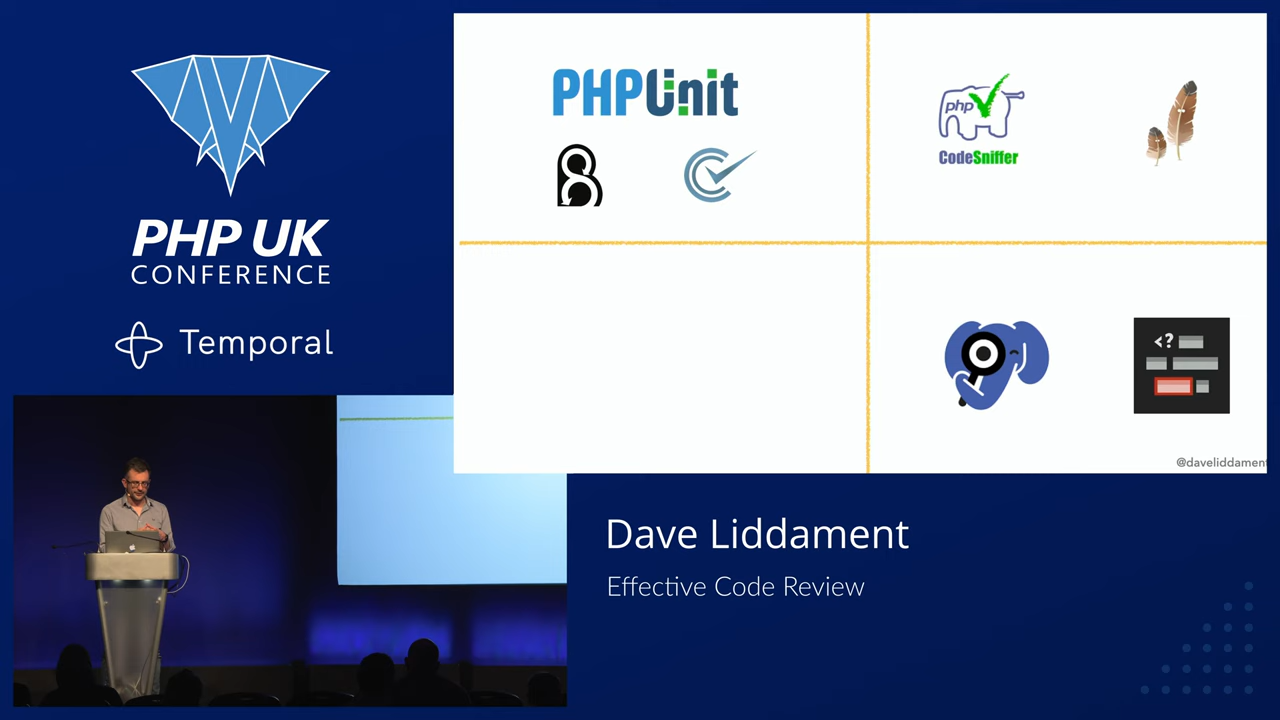 PHP UK
CONFERENCE
Temporal
PHPUnit
php
CodeSniffer
<?
@daveliddament
Dave Liddament
Effective Code Review